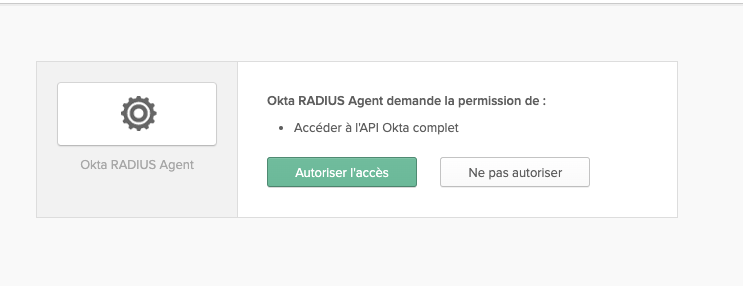 Okta RADIUS Agent
Okta RADIUS Agent demande la permission de :
• Accéder à l'API Okta complet
Autoriser l'accès
Ne pas autoriser